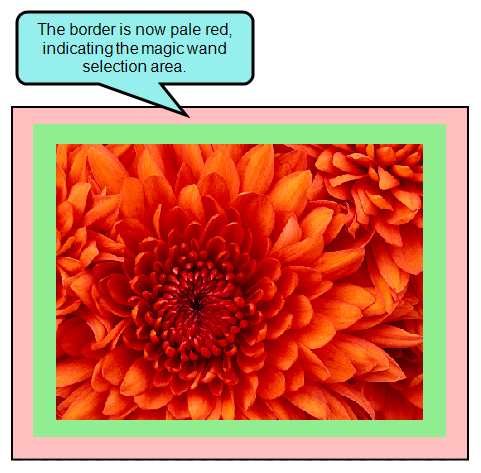 The border is now pale red,
indicating the magic wand
selection area.